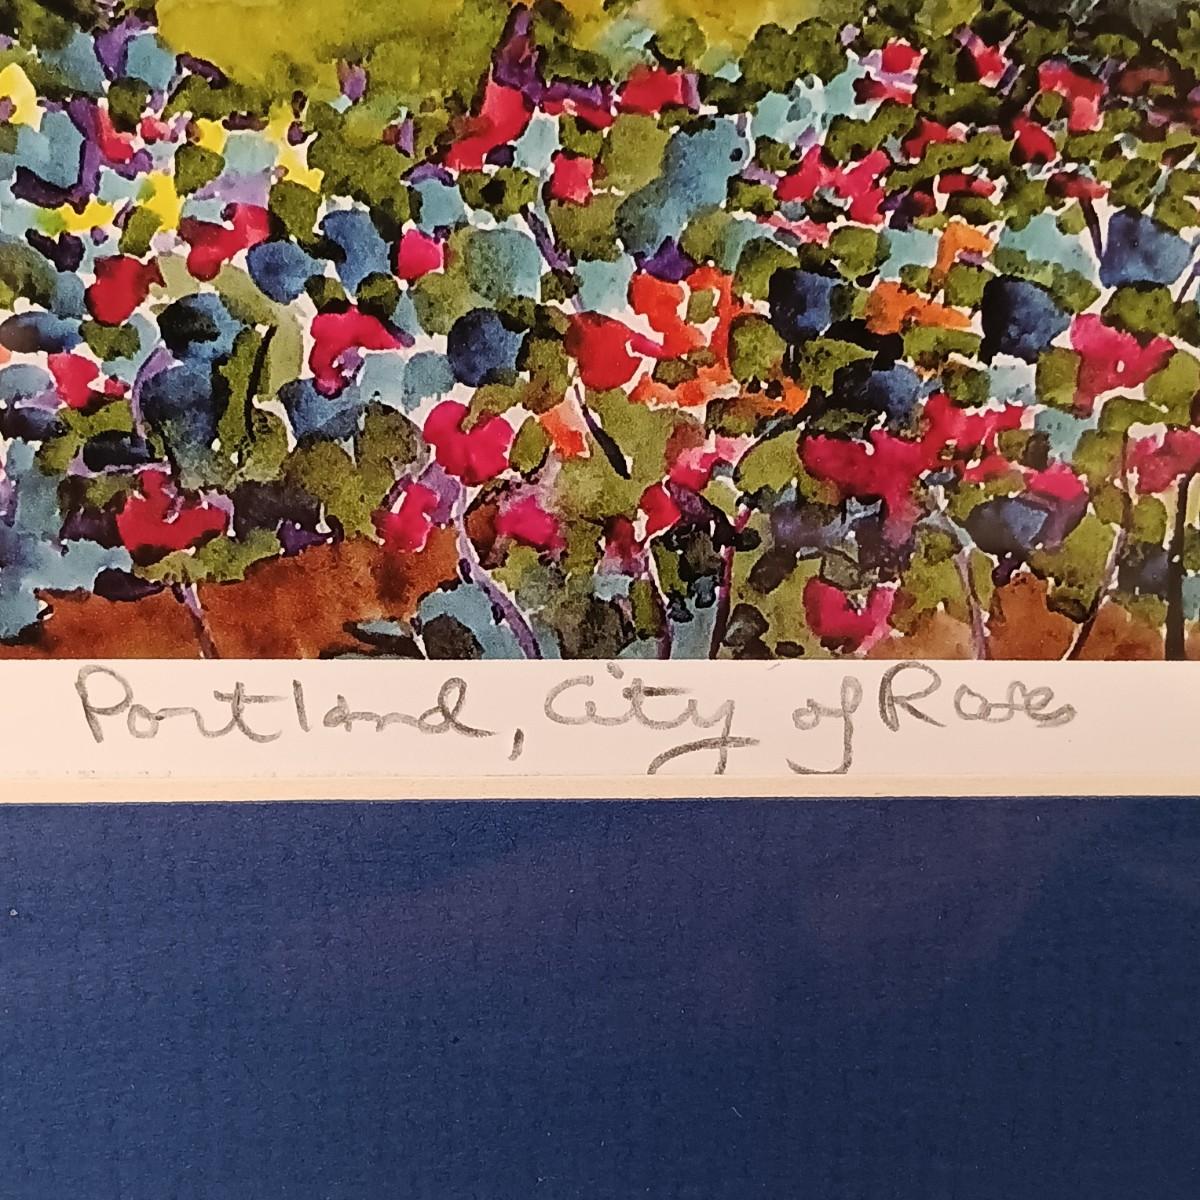 Portland, City of Roses